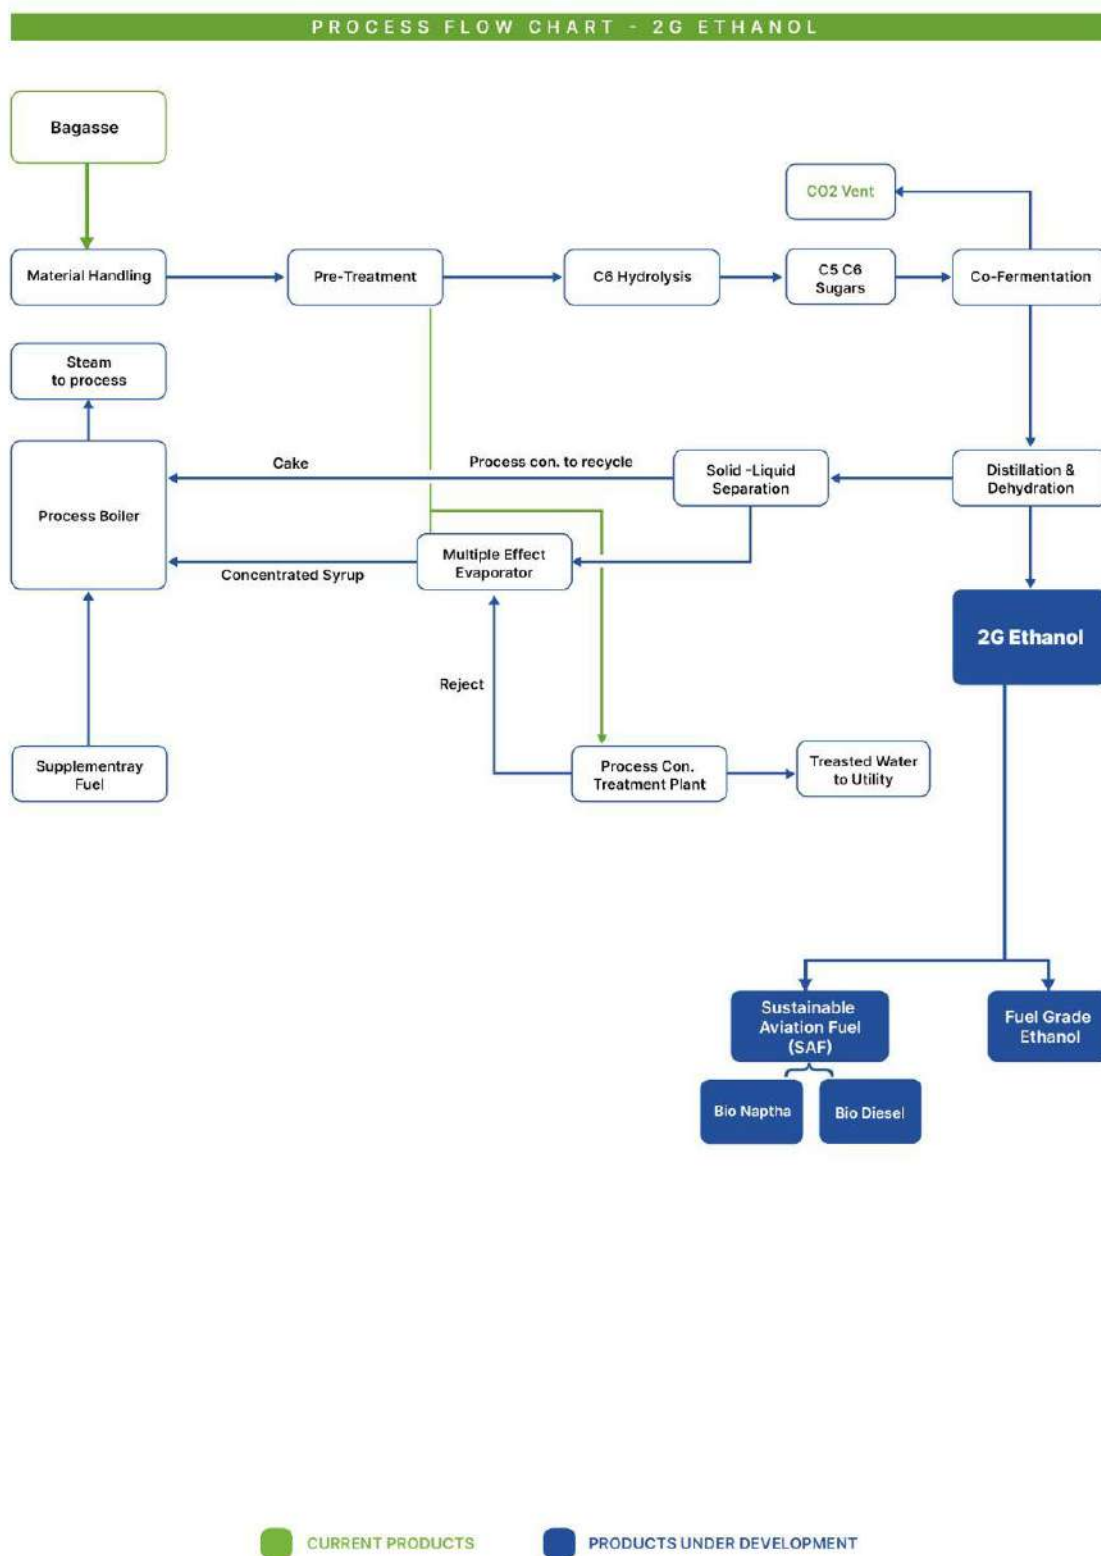 PROCESS FLOW CHART - 2G ETHANOL
Bagasse
CO2 Vent
Material Handling
Pre-Treatment
C6 Hydrolysis
C5 C6
Sugars
Co-Fermentation
Steam
to process
Cake
Process con. to recycle
Solid -Liquid
Separation
Distillation &
Dehydration
Process Boiler
Multiple Effect
Evaporator
Concentrated Syrup
2G Ethanol
Reject
Supplementray
Fuel
Process Con.
Treatment Plant
Treasted Water
to Utility
Sustainable
Aviation Fuel
(SAF)
Fuel Grade
Ethanol
Bio Naptha
Bio Diesel
CURRENT PRODUCTS
PRODUCTS UNDER DEVELOPMENT